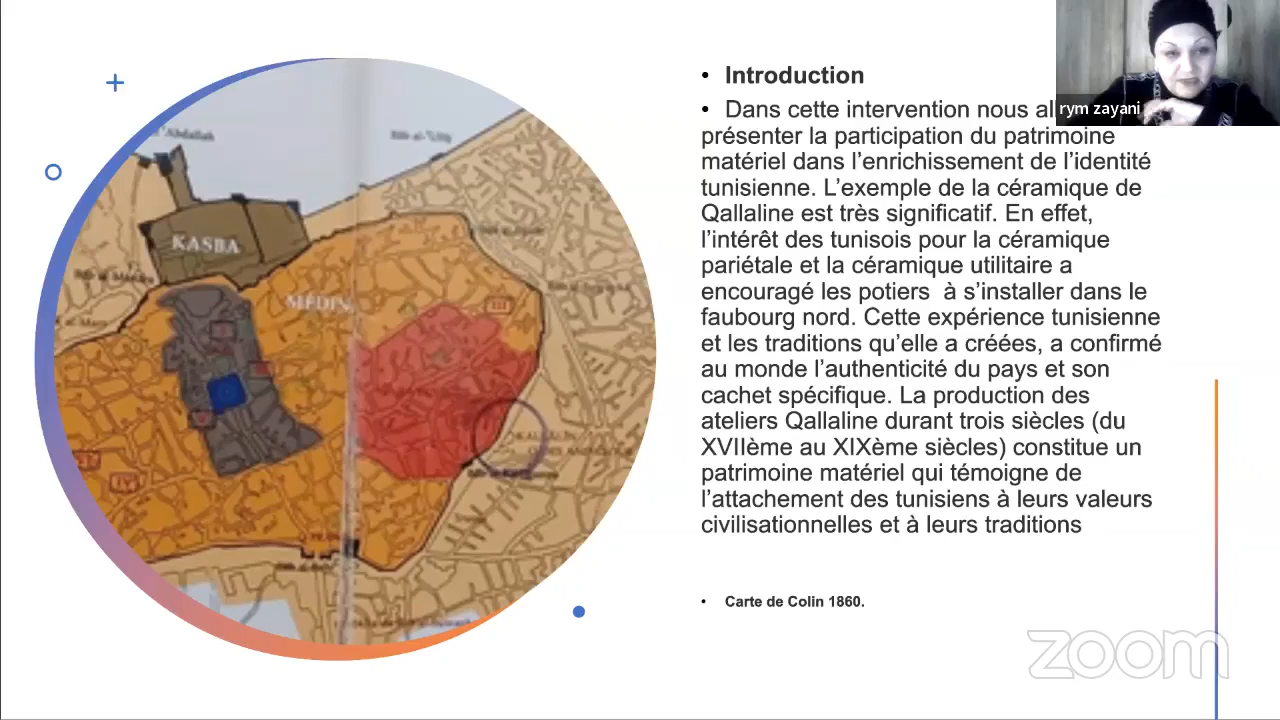 • Introduction
• Dans cette intervention nous al
présenter la participation du patrimoine
matériel dans l’enrichissement de l’identité
tunisienne. L’exemple de la céramique de
Qallaline est très significatif. En effet,
l’intérêt des tunisois pour la céramique
pariétale et la céramique utilitaire a
encouragé les potiers à s’installer dans le
faubourg nord. Cette expérience tunisienne
et les traditions qu’elle a créées, a confirmé
au monde l’authenticité du pays et son
cachet spécifique. La production des
ateliers Qallaline durant trois siècles (du
XVIIème au XIXème siècles) constitue un
patrimoine matériel qui témoigne de
l’attachement des tunisiens à leurs valeurs
civilisationnelles et à leurs traditions
• Carte de Colin 1860.
rym zayani
KASBA
MÉDIN
III
zoom